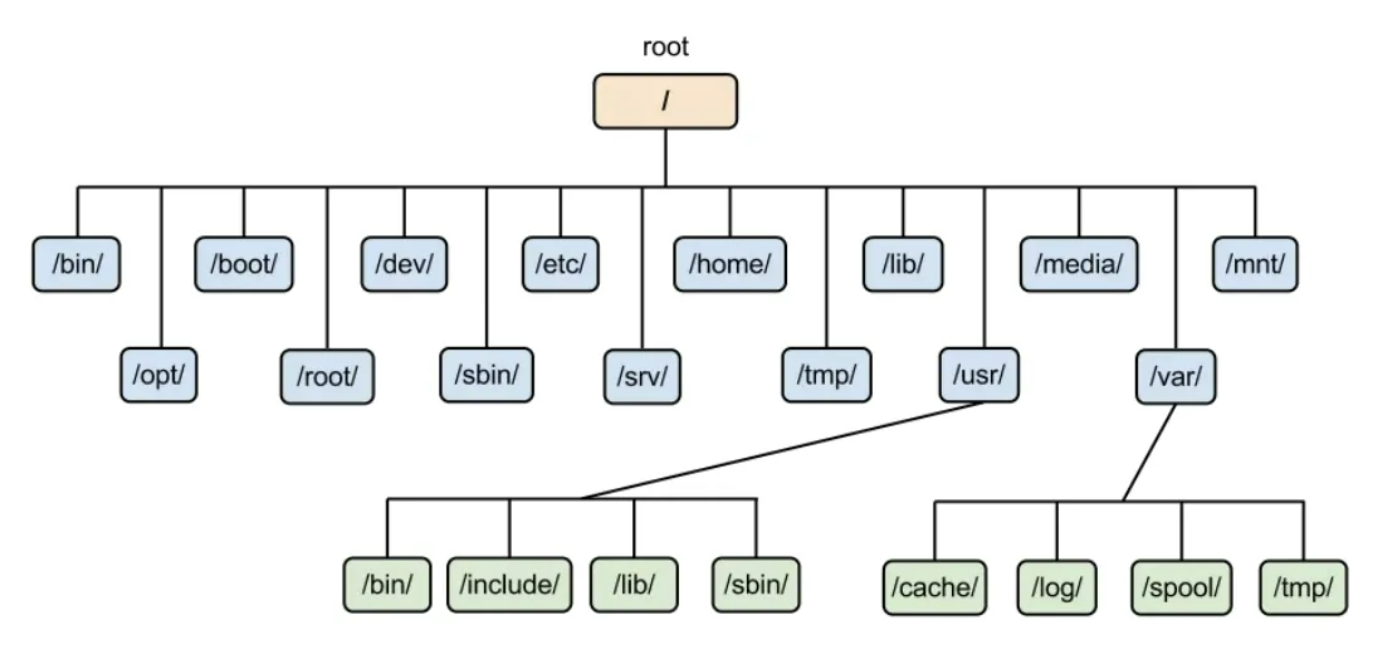 root
/
/bin/
/boot/
/dev/
/etc/
/home/
/lib/
/media/
/mnt/
/opt/
/root/
/sbin/
/srv/
/tmp/
/usr/
/var/
/bin/
/include/
/lib/
/sbin/
/cache/
/log/
/spool/
/tmp/